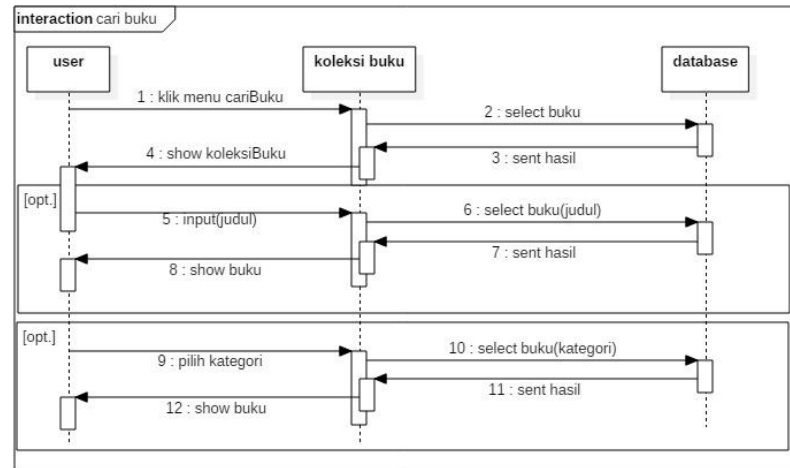 interaction cari buku
user
koleksi buku
database
1 : klik menu cariBuku
2 : select buku
3 : sent hasil
4 : show koleksiBuku
[opt.]
5 : input(judul)
6 : select buku(judul)
7 : sent hasil
8 : show buku
[opt.]
9 : pilih kategori
10 : select buku(kategori)
11 : sent hasil
12 : show buku